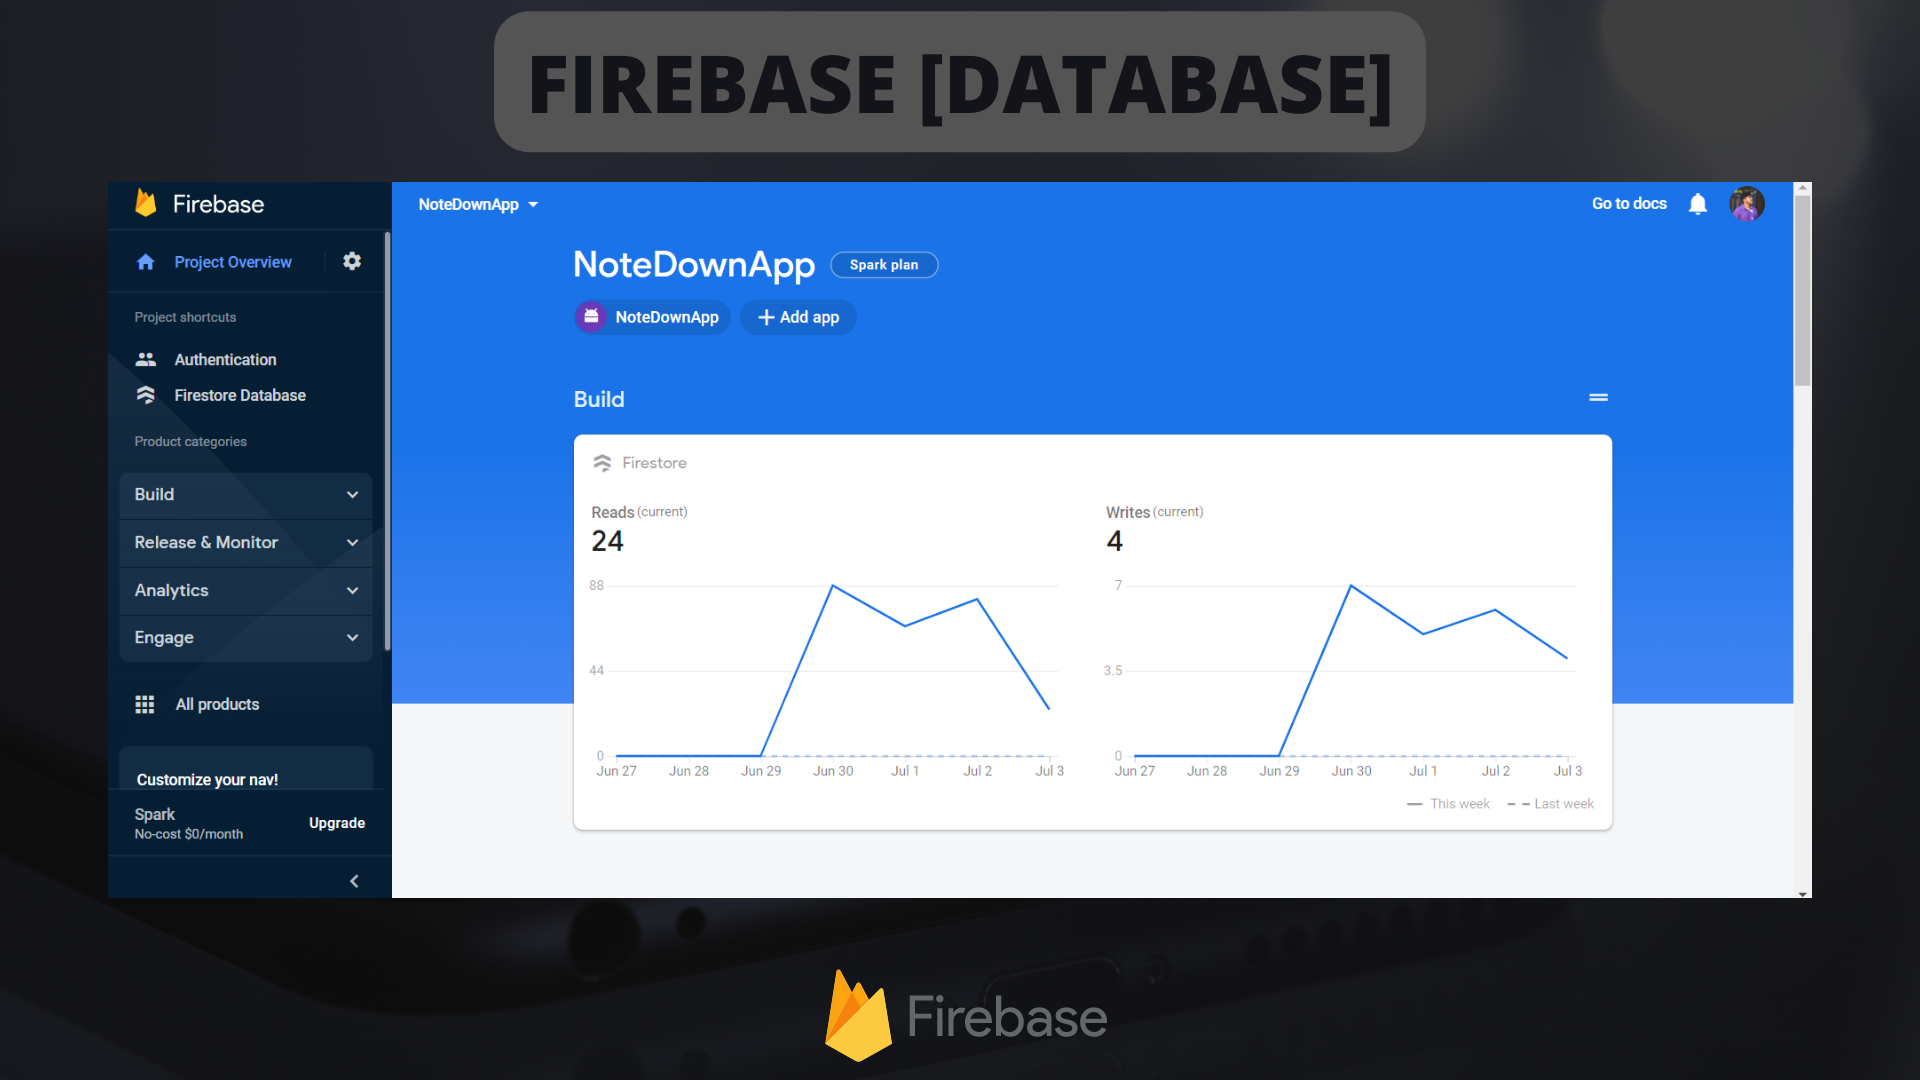 FIREBASE [DATABASE]
Firebase
NoteDownApp
Go to docs
Project Overview
Project shortcuts
Authentication
Firestore Database
Product categories
Build
Release & Monitor
Analytics
Engage
All products
Customize your nav!
Spark
No-cost $0/month
Upgrade
NoteDownApp
Spark plan
NoteDownApp
Add app
Build
Firestore
Reads (current)
24
88
44
0
Jun 27 Jun 28 Jun 29 Jun 30 Jul 1 Jul 2 Jul 3
Writes (current)
4
7
3.5
0
Jun 27 Jun 28 Jun 29 Jun 30 Jul 1 Jul 2 Jul 3
This week Last week
Firebase